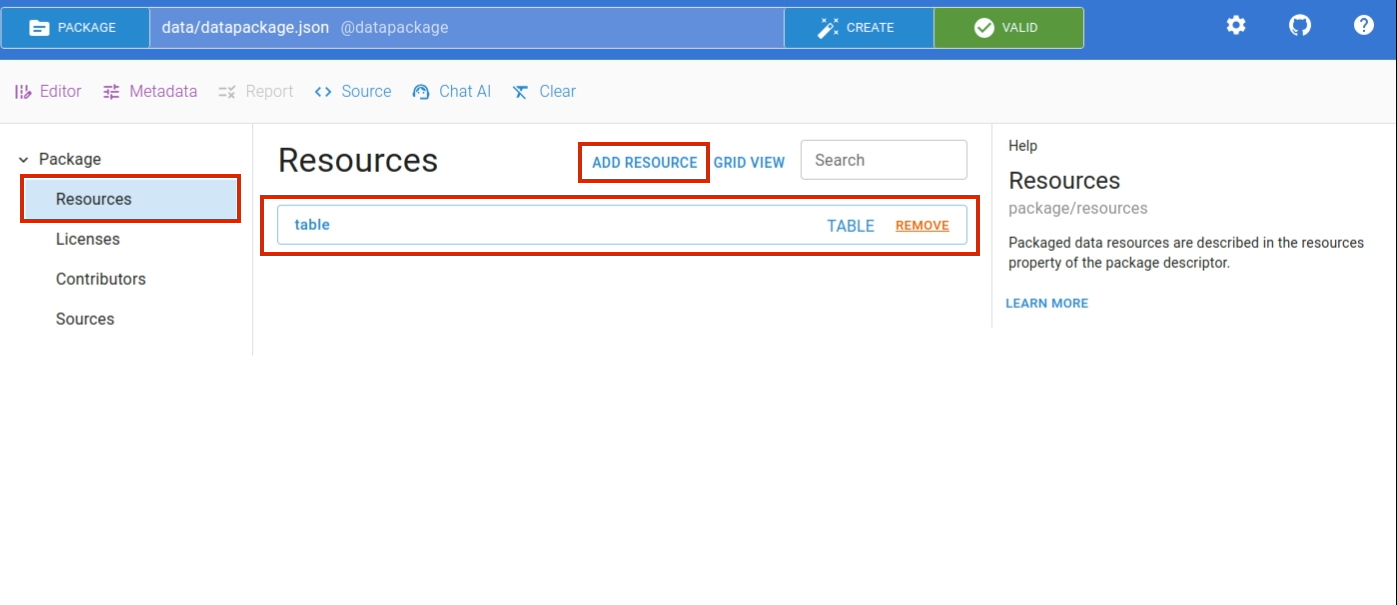 PACKAGE data/datapackage.json @datapackage CREATE VALID
Editor Metadata Report Source Chat AI Clear
Package
Resources
Licenses
Contributors
Sources
Resources ADD RESOURCE GRID VIEW Search
table TABLE REMOVE
Help
Resources
package/resources
Packaged data resources are described in the resources
property of the package descriptor.
LEARN MORE